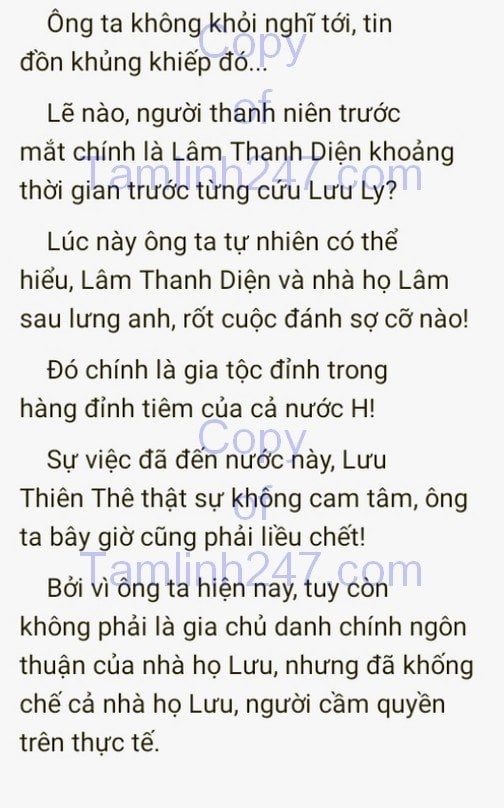 Ông ta không khỏi nghĩ tới, tin
đồn khủng khiếp đó...
Lẽ nào, người thanh niên trước
mắt chính là Lâm Thanh Diện khoảng
thời gian trước từng cứu Lưu Ly?
Lúc này ông ta tự nhiên có thể
hiểu, Lâm Thanh Diện và nhà họ Lâm
sau lưng anh, rốt cuộc đánh sợ cỡ nào!
Đó chính là gia tộc đỉnh trong
hàng đỉnh tiêm của cả nước H!
Sự việc đã đến nước này, Lưu
Thiên Thê thật sự không cam tâm, ông
ta bây giờ cũng phải liều chết!
Bởi vì ông ta hiện nay, tuy còn
không phải là gia chủ danh chính ngôn
thuận của nhà họ Lưu, nhưng đã khống
chế cả nhà họ Lưu, người cầm quyền
trên thực tế.
Copy
of
Tamlinh247.com
Copy
of
Tamlinh247.com